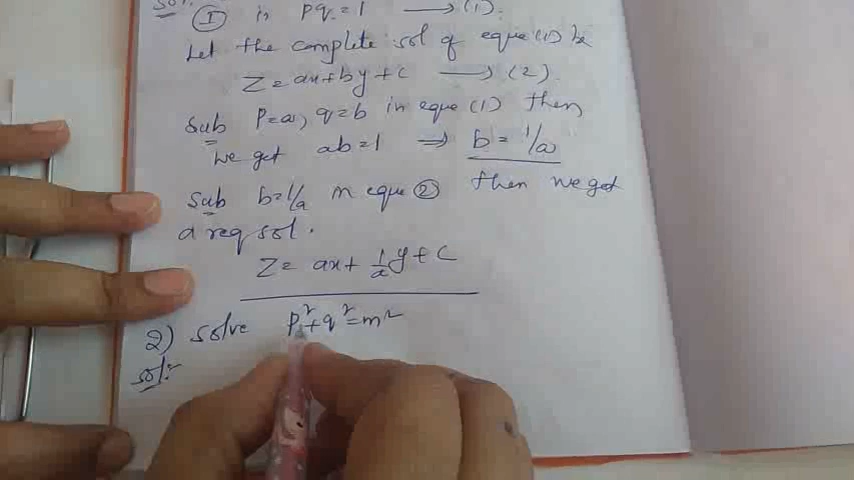 Sol:
(I) is pq = 1 ⟶ (1).
Let the complete sol of eque (1) be
Z = ax + by + c ⟶ (2).
Sub P = a, q = b in eque (1) then
we get ab = 1 ⟹ b = 1/a
Sub b = 1/a in eque (2) then we get
a req sol.
Z = ax + 1/a y + c
2) solve p² + q² = m²
Sol:-